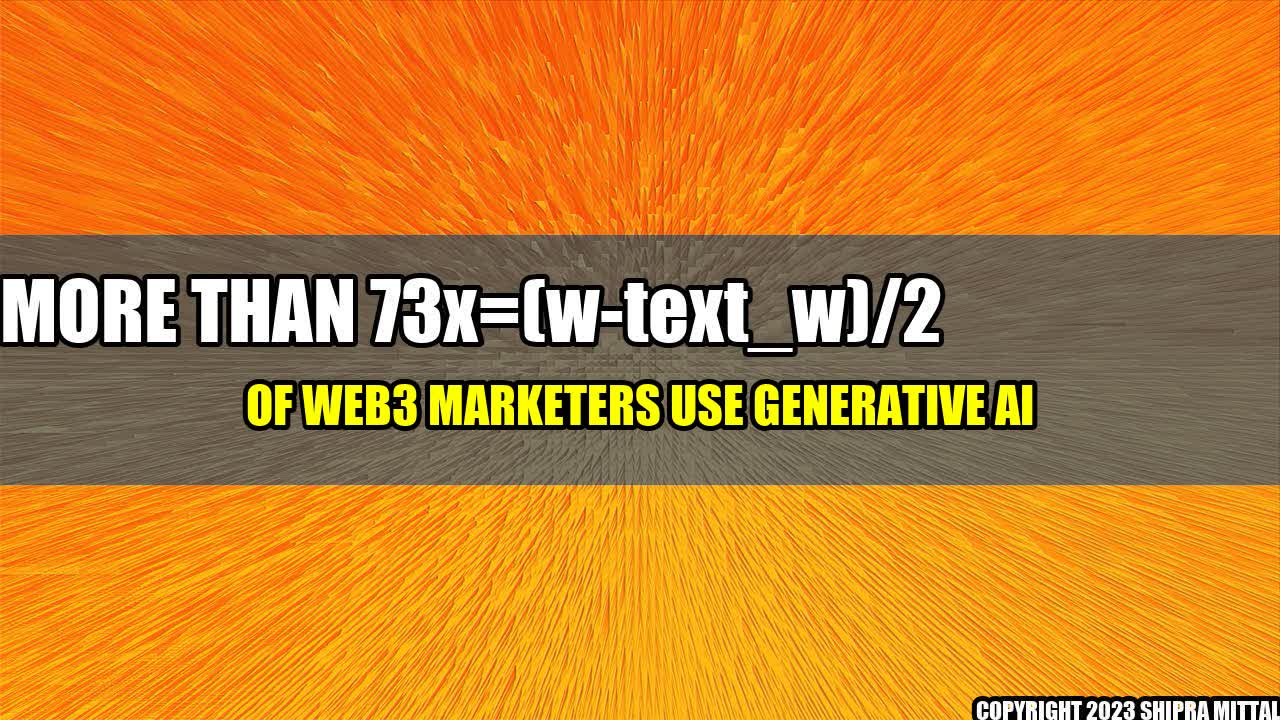 MORE THAN 73x=(w-text_w)/2
OF WEB3 MARKETERS USE GENERATIVE AI
COPYRIGHT 2023 SHIPRA MITTAL